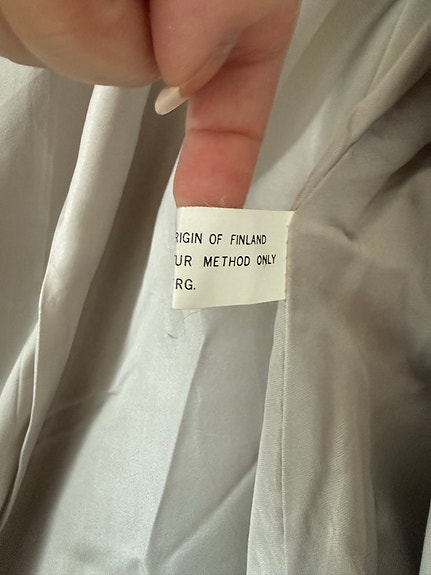 RIGIN OF FINLAND
UR METHOD ONLY
RG.